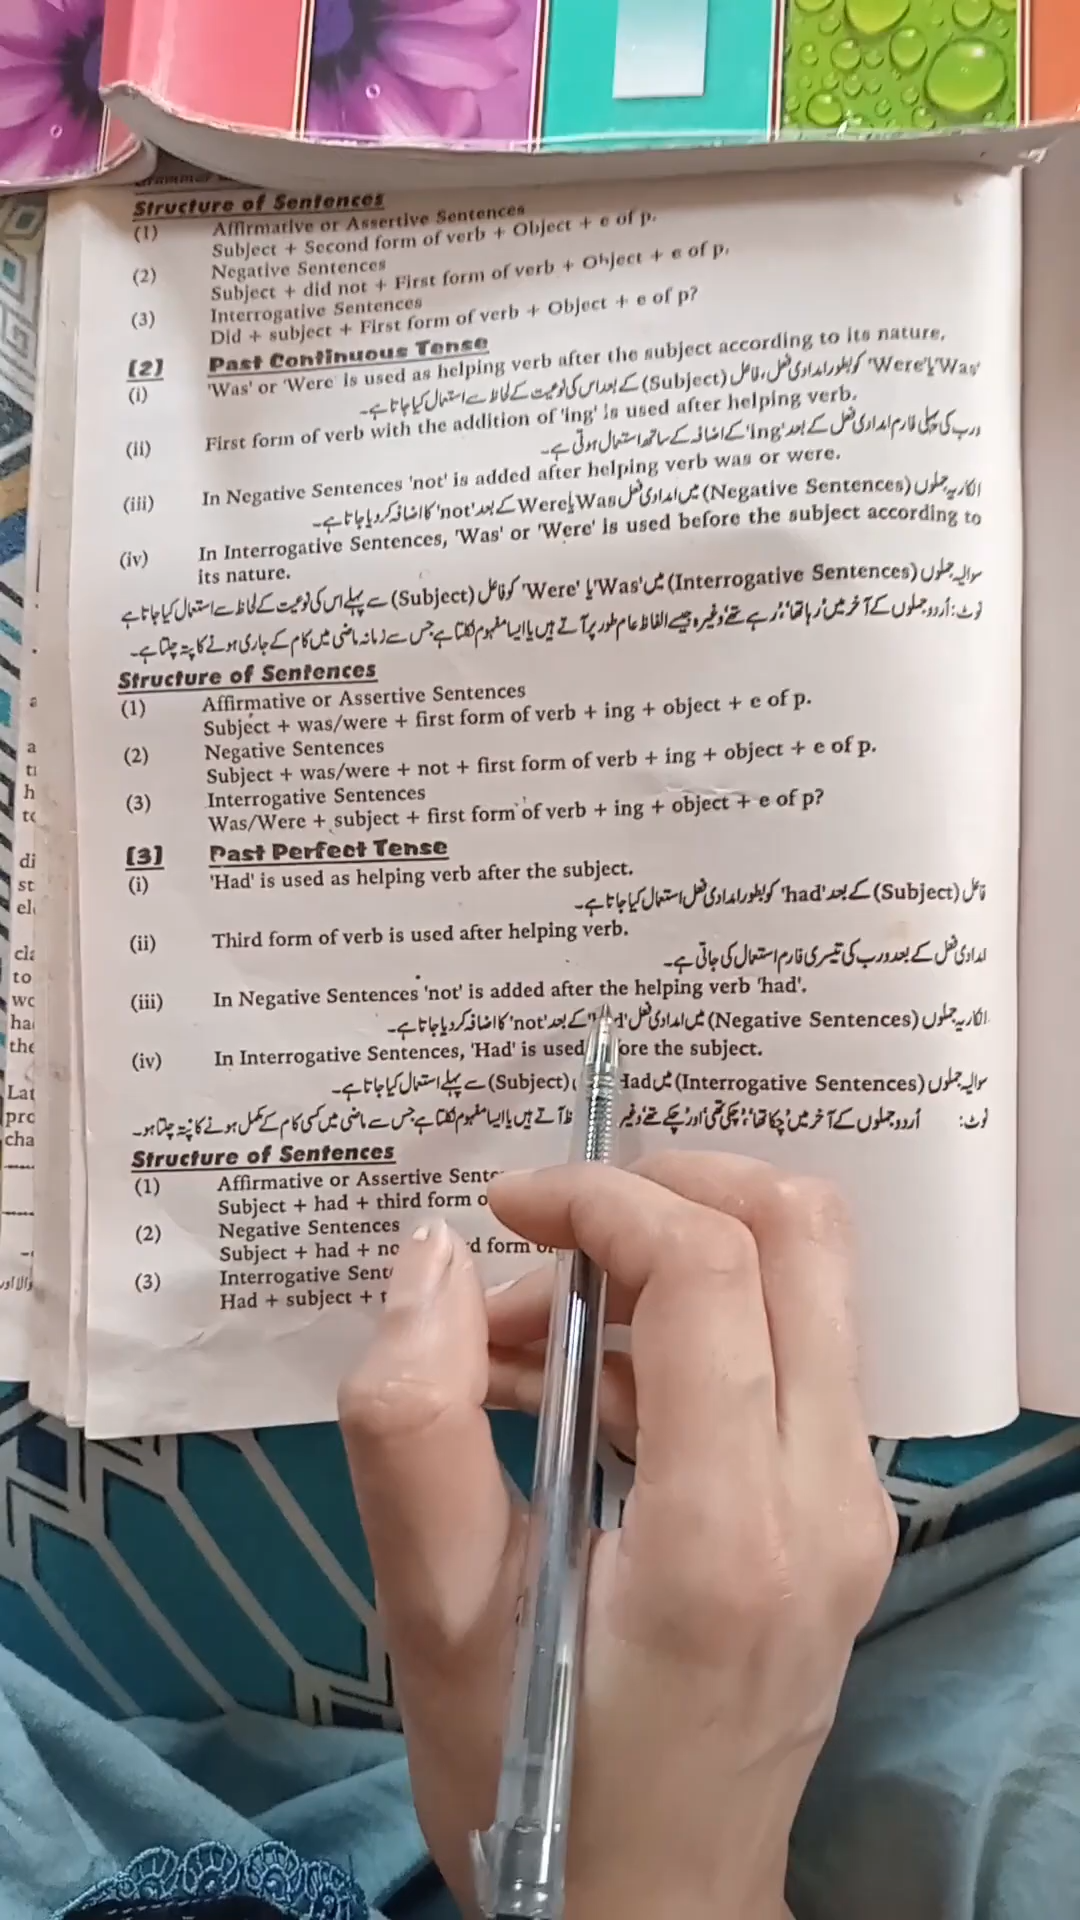 Structure of Sentences
(1) Affirmative or Assertive Sentences
Subject + Second form of verb + Object + e of p.
(2) Negative Sentences
Subject + did not + First form of verb + Object + e of p.
(3) Interrogative Sentences
Did + subject + First form of verb + Object + e of p?
[2] Past Continuous Tense
(i) 'Was' or 'Were' is used as helping verb after the subject according to its nature.
'Was' یا 'Were' کو بطور امدادی فعل، فاعل (Subject) کے بعد اس کی نوعیت کے لحاظ سے استعمال کیا جاتا ہے۔
(ii) First form of verb with the addition of 'ing' is used after helping verb.
ورب کی پہلی فارم امدادی فعل کے بعد 'ing' کے اضافہ کے ساتھ استعمال ہوتی ہے۔
(iii) In Negative Sentences 'not' is added after helping verb was or were.
انکاریہ جملوں (Negative Sentences) میں امدادی فعل Was یا Were کے بعد 'not' کا اضافہ کر دیا جاتا ہے۔
(iv) In Interrogative Sentences, 'Was' or 'Were' is used before the subject according to
its nature.
سوالیہ جملوں (Interrogative Sentences) میں 'Was' یا 'Were' کو فاعل (Subject) سے پہلے اس کی نوعیت کے لحاظ سے استعمال کیا جاتا ہے
نوٹ: اُردو جملوں کے آخر میں 'رہا تھا'، 'رہے تھے' وغیرہ جیسے الفاظ عام طور پر آتے ہیں یا ایسا مفہوم نکلتا ہے جس سے زمانہ ماضی میں کام کے جاری ہونے کا پتہ چلتا ہے۔
Structure of Sentences
(1) Affirmative or Assertive Sentences
Subject + was/were + first form of verb + ing + object + e of p.
(2) Negative Sentences
Subject + was/were + not + first form of verb + ing + object + e of p.
(3) Interrogative Sentences
Was/Were + subject + first form of verb + ing + object + e of p?
[3] Past Perfect Tense
(i) 'Had' is used as helping verb after the subject.
فاعل (Subject) کے بعد 'had' کو بطور امدادی فعل استعمال کیا جاتا ہے۔
(ii) Third form of verb is used after helping verb.
امدادی فعل کے بعد ورب کی تیسری فارم استعمال کی جاتی ہے۔
(iii) In Negative Sentences 'not' is added after the helping verb 'had'.
انکاریہ جملوں (Negative Sentences) میں امدادی فعل کے بعد 'not' کا اضافہ کر دیا جاتا ہے۔
(iv) In Interrogative Sentences, 'Had' is used ore the subject.
سوالیہ جملوں (Interrogative Sentences) میں Had (Subject) سے پہلے استعمال کیا جاتا ہے۔
نوٹ: اُردو جملوں کے آخر میں 'چکا تھا'، 'چکی تھی' اور 'چکے تھے' وغیر آتے ہیں یا ایسا مفہوم نکلتا ہے جس سے ماضی میں کسی کام کے مکمل ہونے کا پتہ چلتا ہو۔
Structure of Sentences
(1) Affirmative or Assertive Sente
Subject + had + third form o
(2) Negative Sentences
Subject + had + no d form of
(3) Interrogative Sent
Had + subject + t